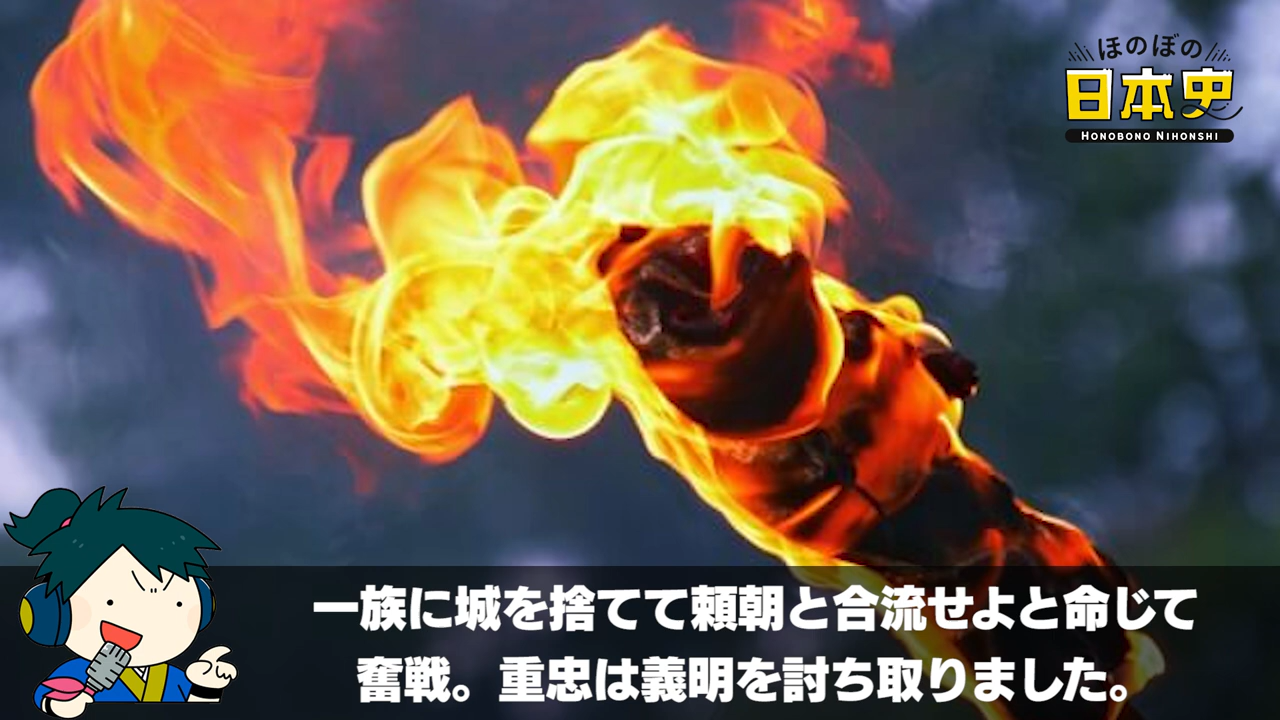 ほのぼの
日本史
HONOBONO NIHONSHI
一族に城を捨てて頼朝と合流せよと命じて
奮戦。重忠は義明を討ち取りました。